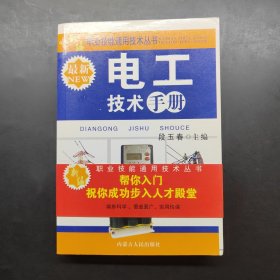 职业技能通用技术丛书
最新
NEW
电工
技术手册
DIANGONG JISHU SHOUCE
段玉春 主编
职业技能通用技术丛书
帮你入门
祝你成功步入人才殿堂
内蒙古人民出版社